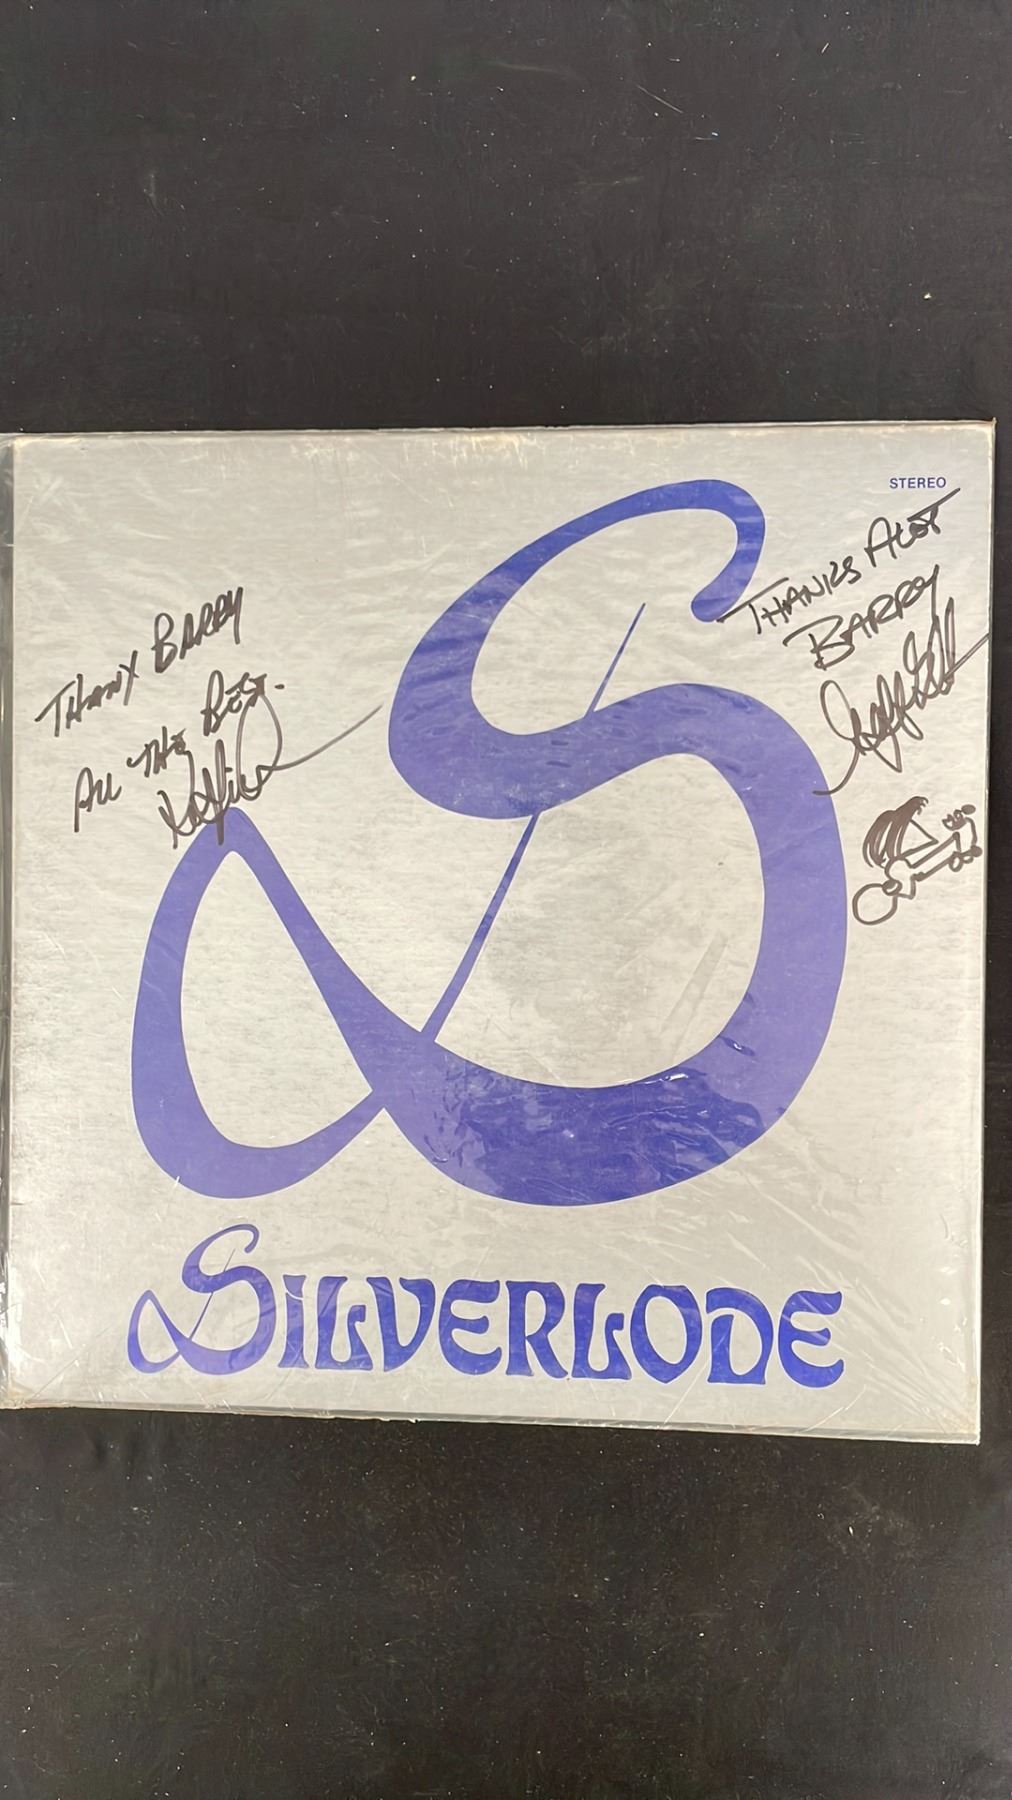 STEREO
THANKS ALOT
BARRY
THANX BARRY
ALL THE BEST.
SILVERLODE